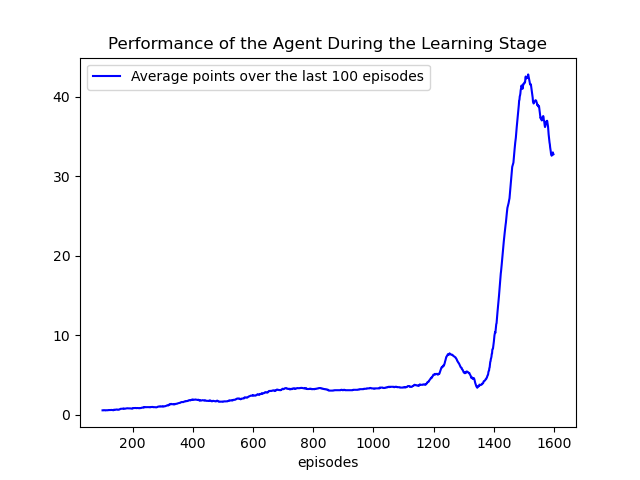 Performance of the Agent During the Learning Stage
Average points over the last 100 episodes
40
30
20
10
0
200 400 600 800 1000 1200 1400 1600
episodes